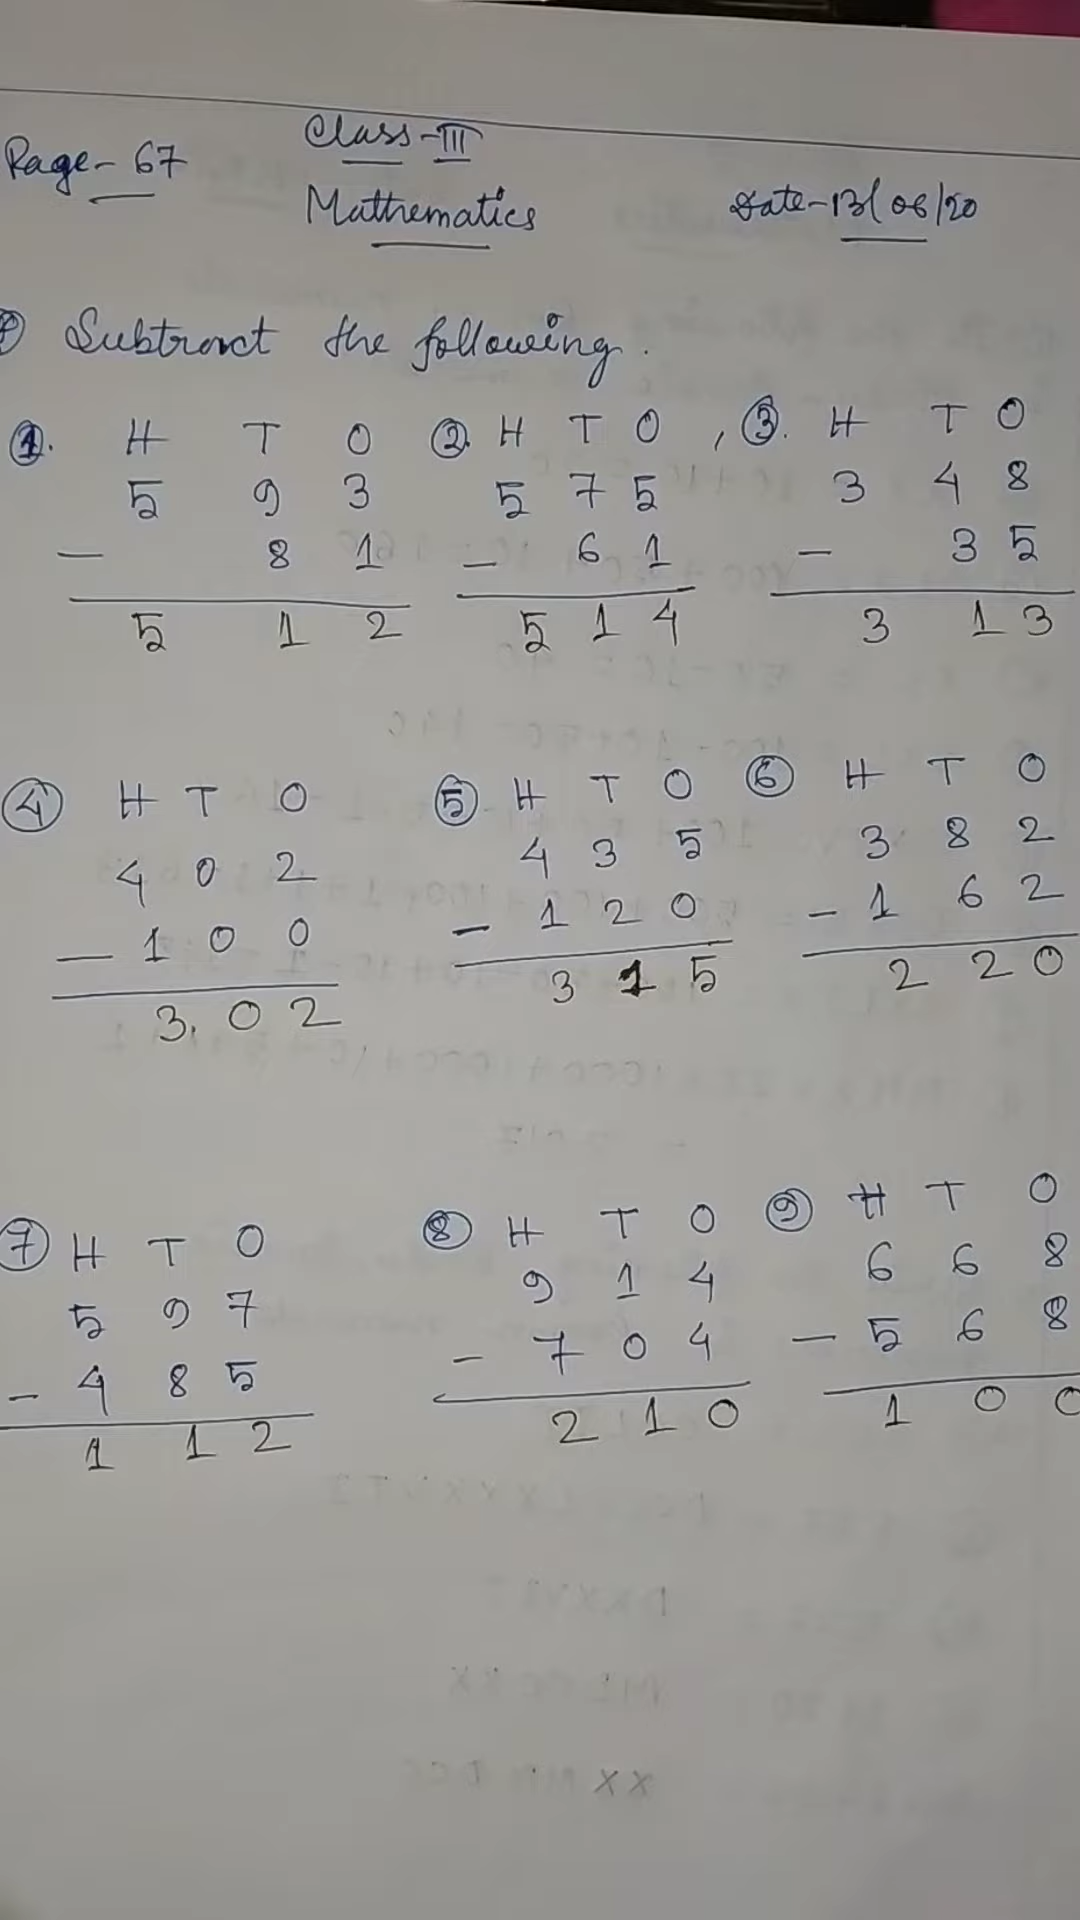 Page - 67
Class - III
Mathematics
Date - 13/06/20
Subtract the following.
1. H T O
5 9 3
- 8 1
5 1 2
2. H T O
5 7 5
- 6 1
5 1 4
, 3. H T O
3 4 8
- 3 5
3 1 3
4 H T O
4 0 2
- 1 0 0
3. 0 2
5 H T O
4 3 5
- 1 2 0
3 1 5
6 H T O
3 8 2
- 1 6 2
2 2 0
7 H T O
5 9 7
- 4 8 5
1 1 2
8 H T O
9 1 4
- 7 0 4
2 1 0
9 H T O
6 6 8
- 5 6 8
1 0 0